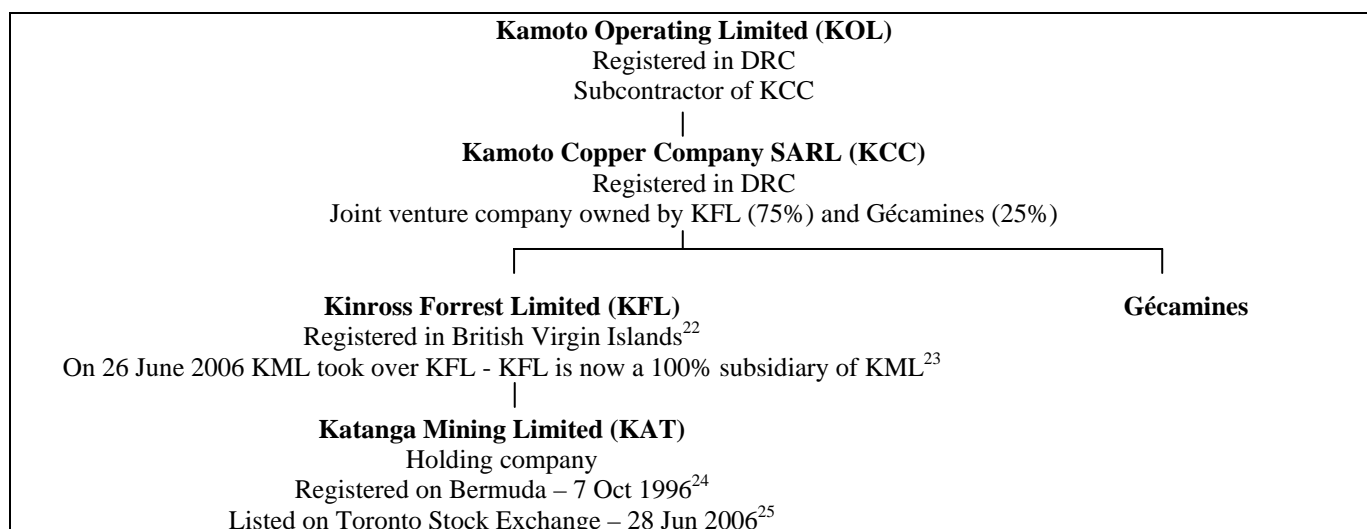 Kamoto Operating Limited (KOL)
Registered in DRC
Subcontractor of KCC
Kamoto Copper Company SARL (KCC)
Registered in DRC
Joint venture company owned by KFL (75%) and Gécamines (25%)
Kinross Forrest Limited (KFL)
Gécamines
Registered in British Virgin Islands22
On 26 June 2006 KML took over KFL - KFL is now a 100% subsidiary of KML23
Katanga Mining Limited (KAT)
Holding company
Registered on Bermuda – 7 Oct 199624
Listed on Toronto Stock Exchange – 28 Jun 200625